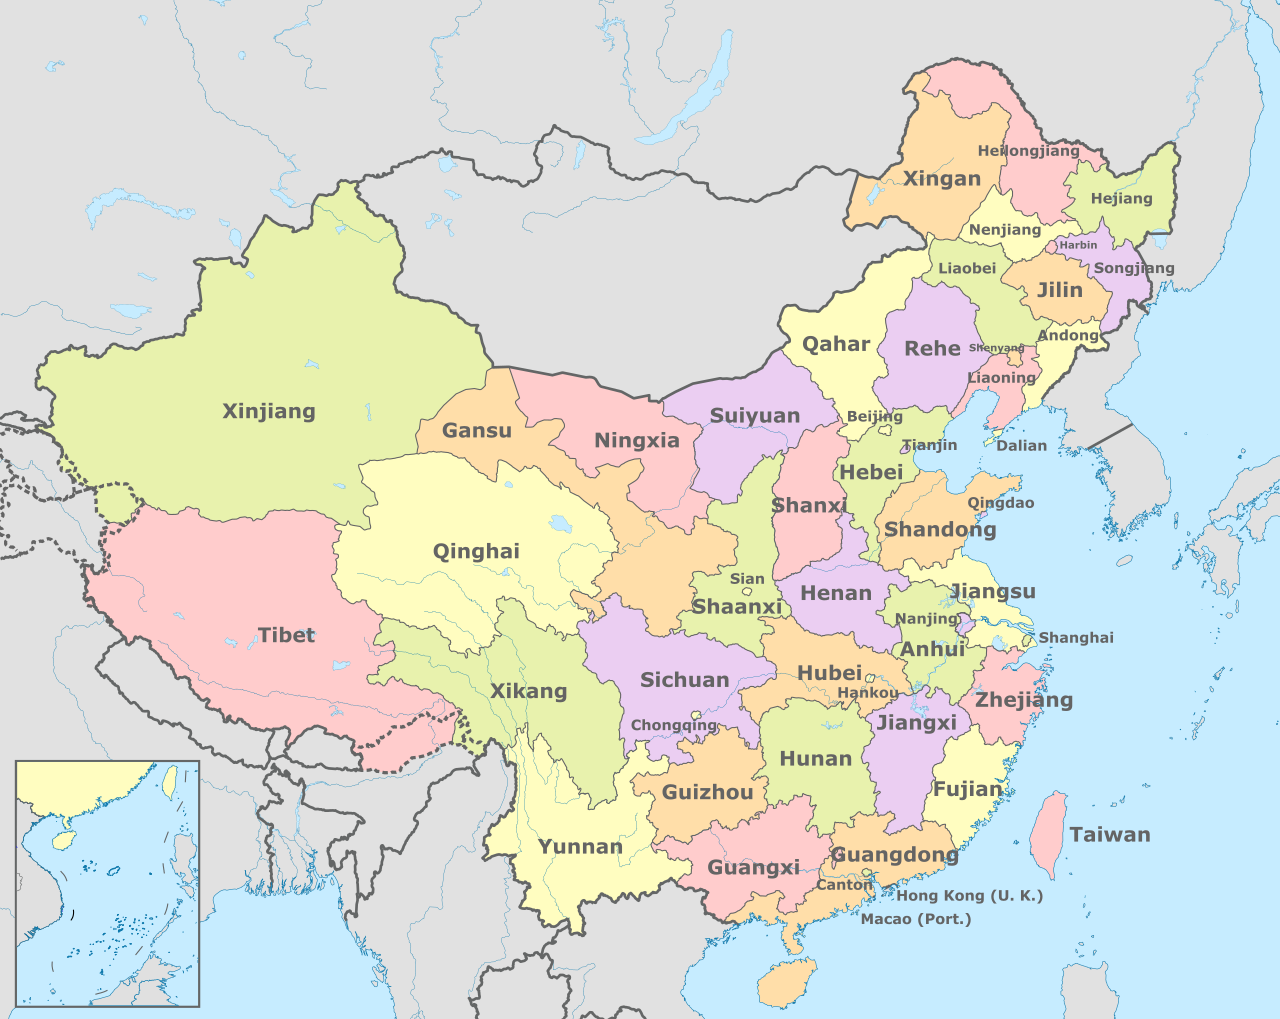 Heilongjiang
Xingan
Hejiang
Nenjiang
Harbin
Liaobei
Songjiang
Jilin
Andong
Qahar
Rehe
Shenyang
Liaoning
Xinjiang
Gansu
Ningxia
Suiyuan
Beijing
Tianjin
Dalian
Hebei
Shanxi
Qingdao
Shandong
Qinghai
Sian
Shaanxi
Henan
Jiangsu
Nanjing
Tibet
Shanghai
Anhui
Xikang
Sichuan
Hubei
Hankou
Zhejiang
Chongqing
Jiangxi
Hunan
Guizhou
Fujian
Yunnan
Taiwan
Guangxi
Guangdong
Canton
Hong Kong (U. K.)
Macao (Port.)